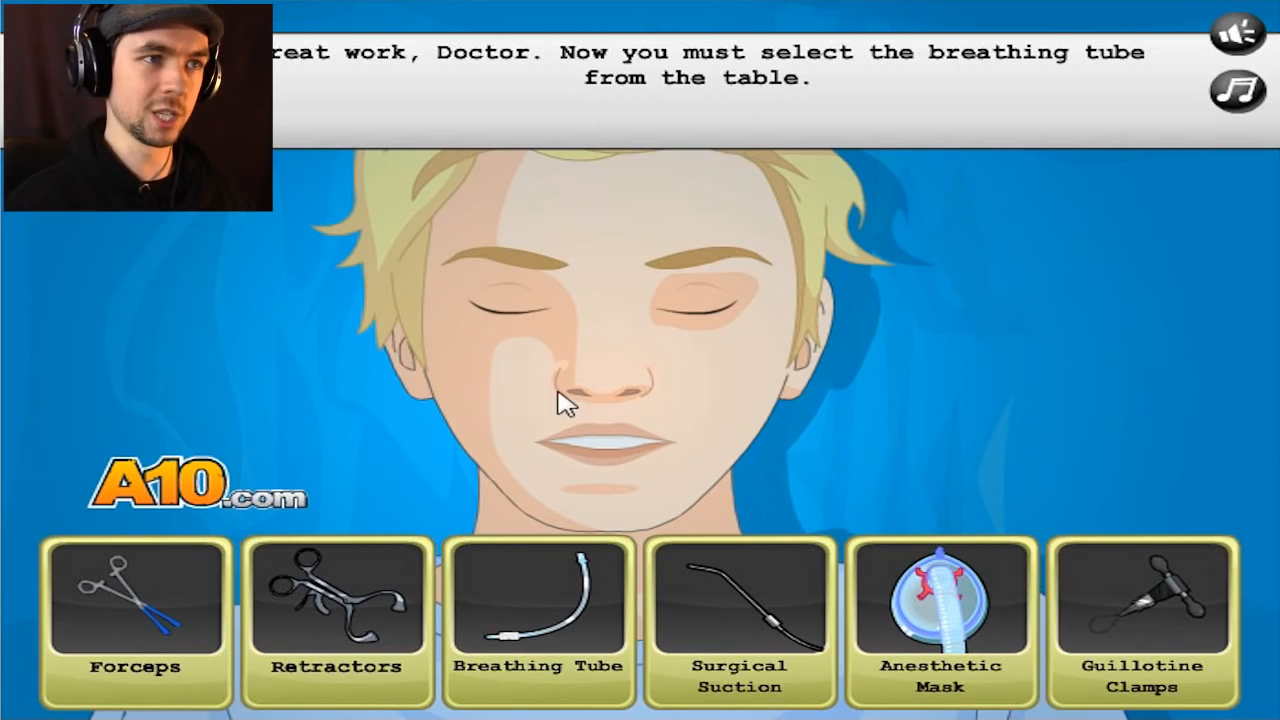 reat work, Doctor. Now you must select the breathing tube
from the table.
A10.com
Forceps
Retractors
Breathing Tube
Surgical
Suction
Anesthetic
Mask
Guillotine
Clamps